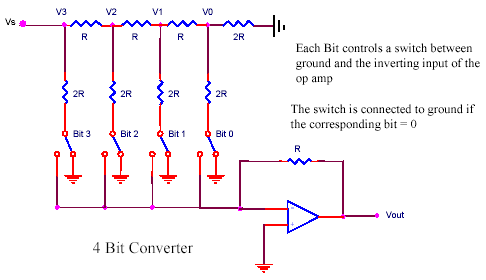 V3 V2 V1 V0
Vs
R R R 2R
Each Bit controls a switch between
ground and the inverting input of the
op amp
2R 2R 2R 2R
The switch is connected to ground if
the corresponding bit = 0
Bit 3 Bit 2 Bit 1 Bit 0
R
-
+
Vout
4 Bit Converter